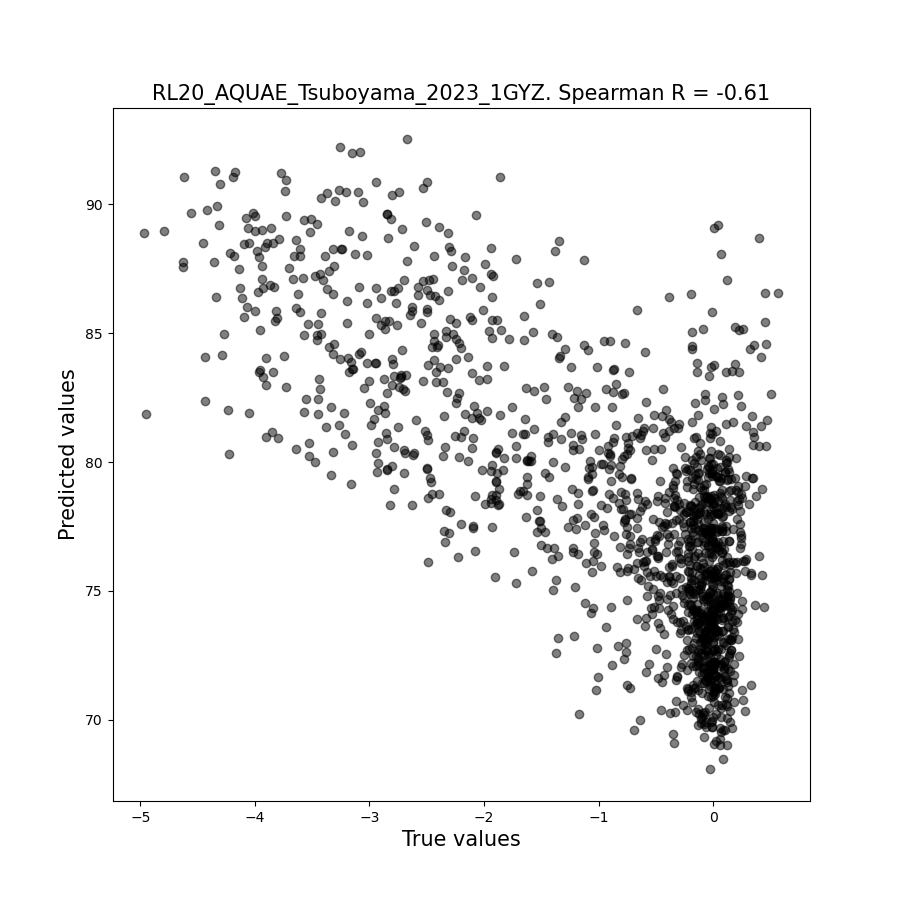 RL20_AQUAE_Tsuboyama_2023_1GYZ. Spearman R = -0.61
Predicted values
90
85
80
75
70
−5 −4 −3 −2 −1 0
True values